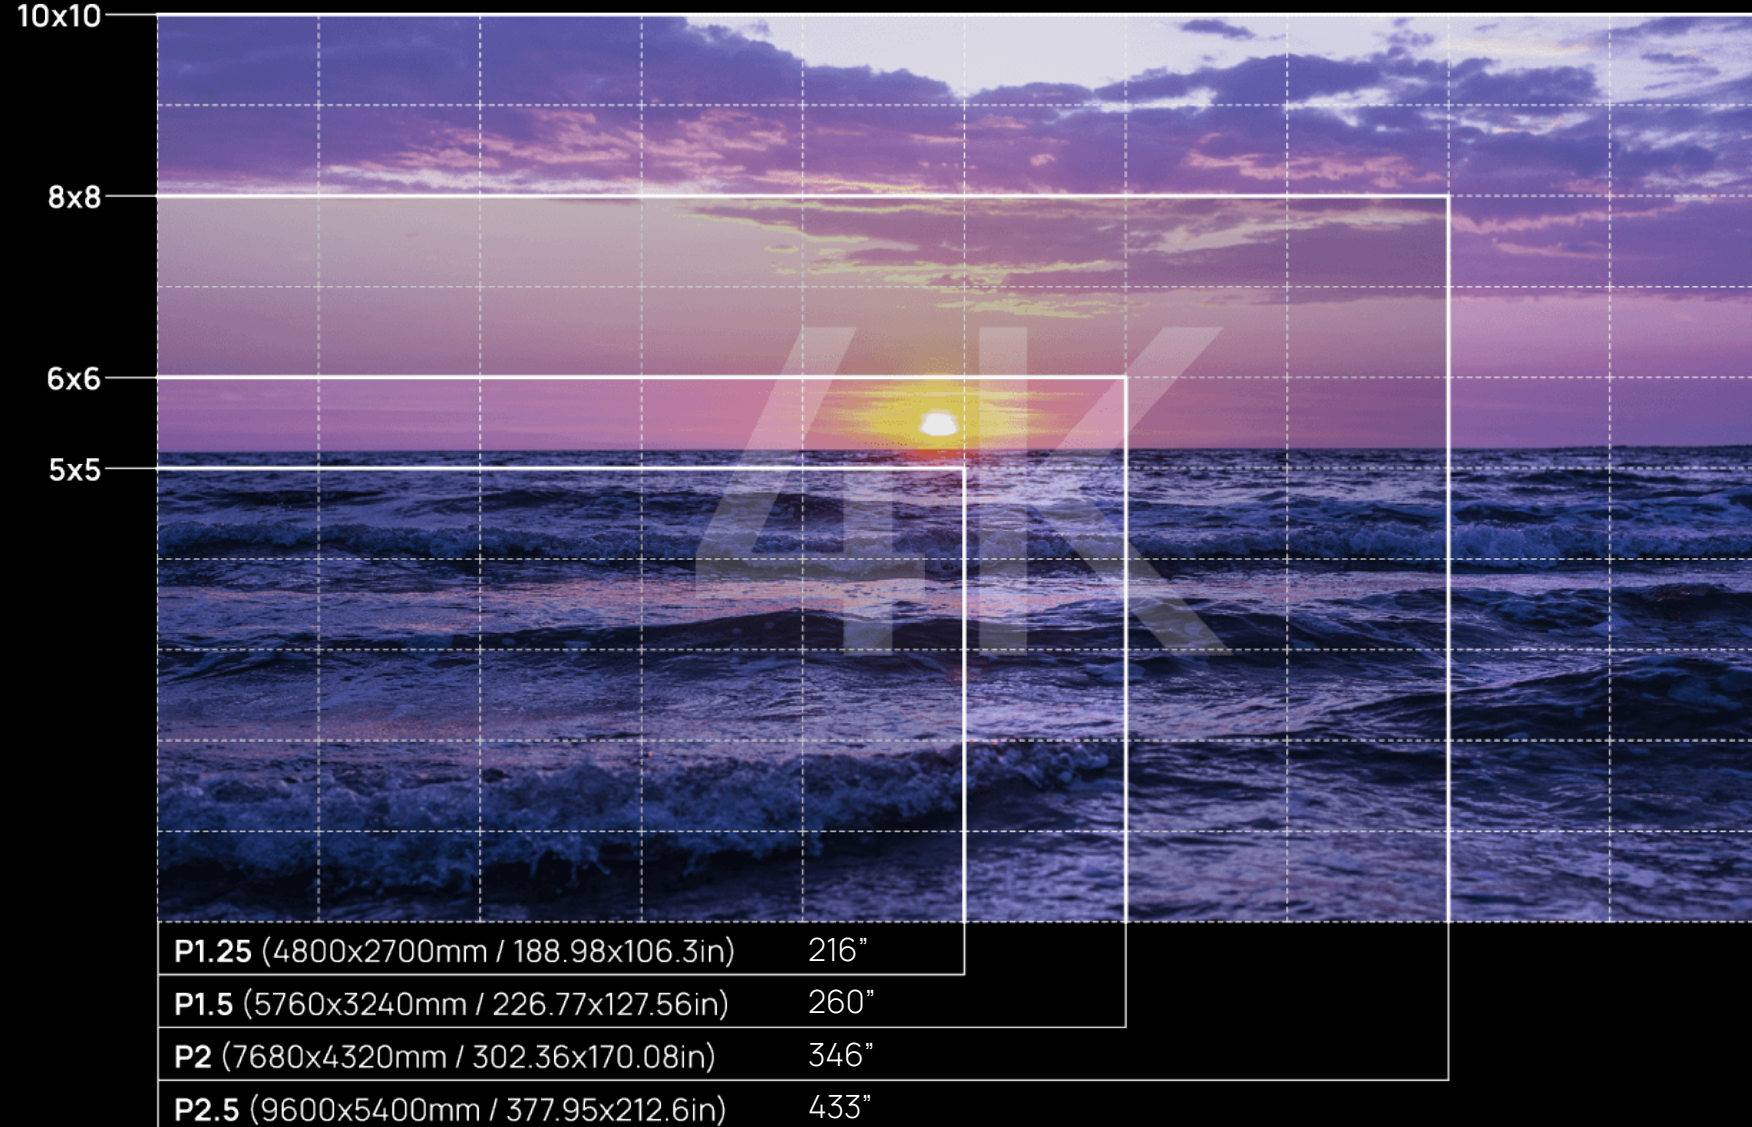 10x10
8x8
6x6
5x5
4K
P1.25 (4800x2700mm / 188.98x106.3in) 216”
P1.5 (5760x3240mm / 226.77x127.56in) 260”
P2 (7680x4320mm / 302.36x170.08in) 346”
P2.5 (9600x5400mm / 377.95x212.6in) 433”